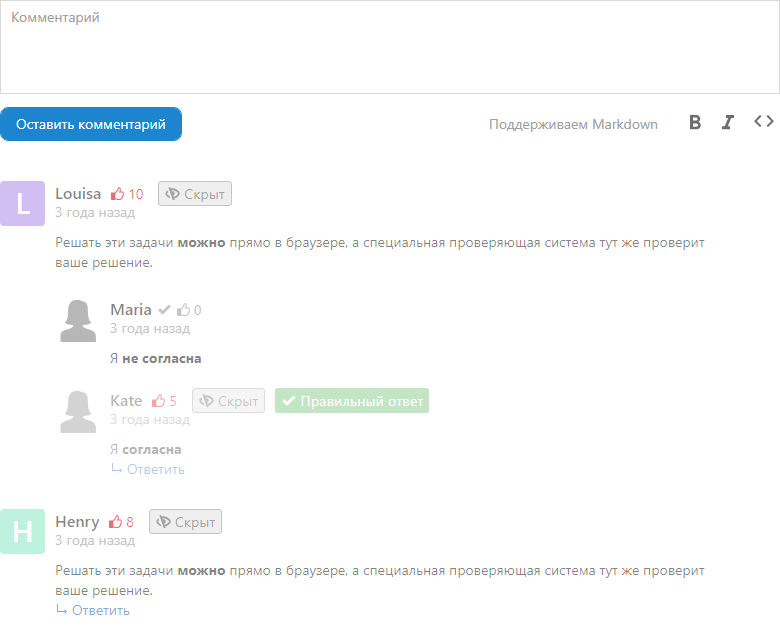 Комментарий
Оставить комментарий Поддерживаем Markdown B I <>
L Louisa 10 Скрыт
3 года назад
Решать эти задачи можно прямо в браузере, а специальная проверяющая система тут же проверит
ваше решение.
Maria 0
3 года назад
Я не согласна
Kate 5 Скрыт Правильный ответ
3 года назад
Я согласна
Ответить
H Henry 8 Скрыт
3 года назад
Решать эти задачи можно прямо в браузере, а специальная проверяющая система тут же проверит
ваше решение.
Ответить